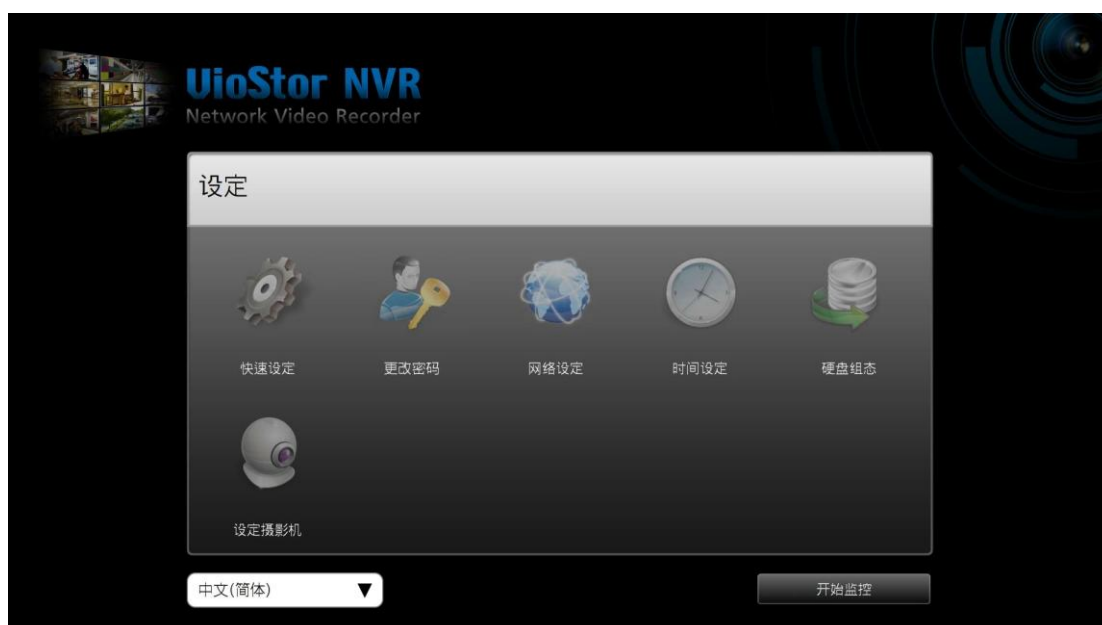 VioStor NVR
Network Video Recorder
设定
快速设定
更改密码
网络设定
时间设定
硬盘组态
设定摄影机
中文(简体)
开始监控